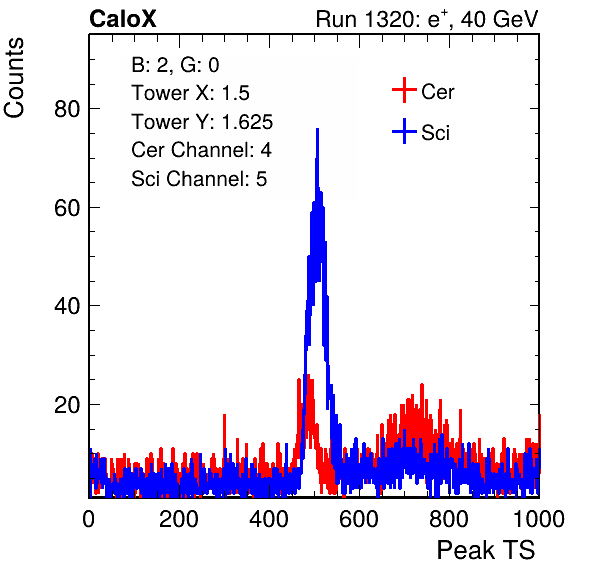 CaloX Run 1320: e⁺, 40 GeV
Counts
B: 2, G: 0
Tower X: 1.5
Tower Y: 1.625
Cer Channel: 4
Sci Channel: 5
Cer
Sci
80
60
40
20
0 200 400 600 800 1000
Peak TS